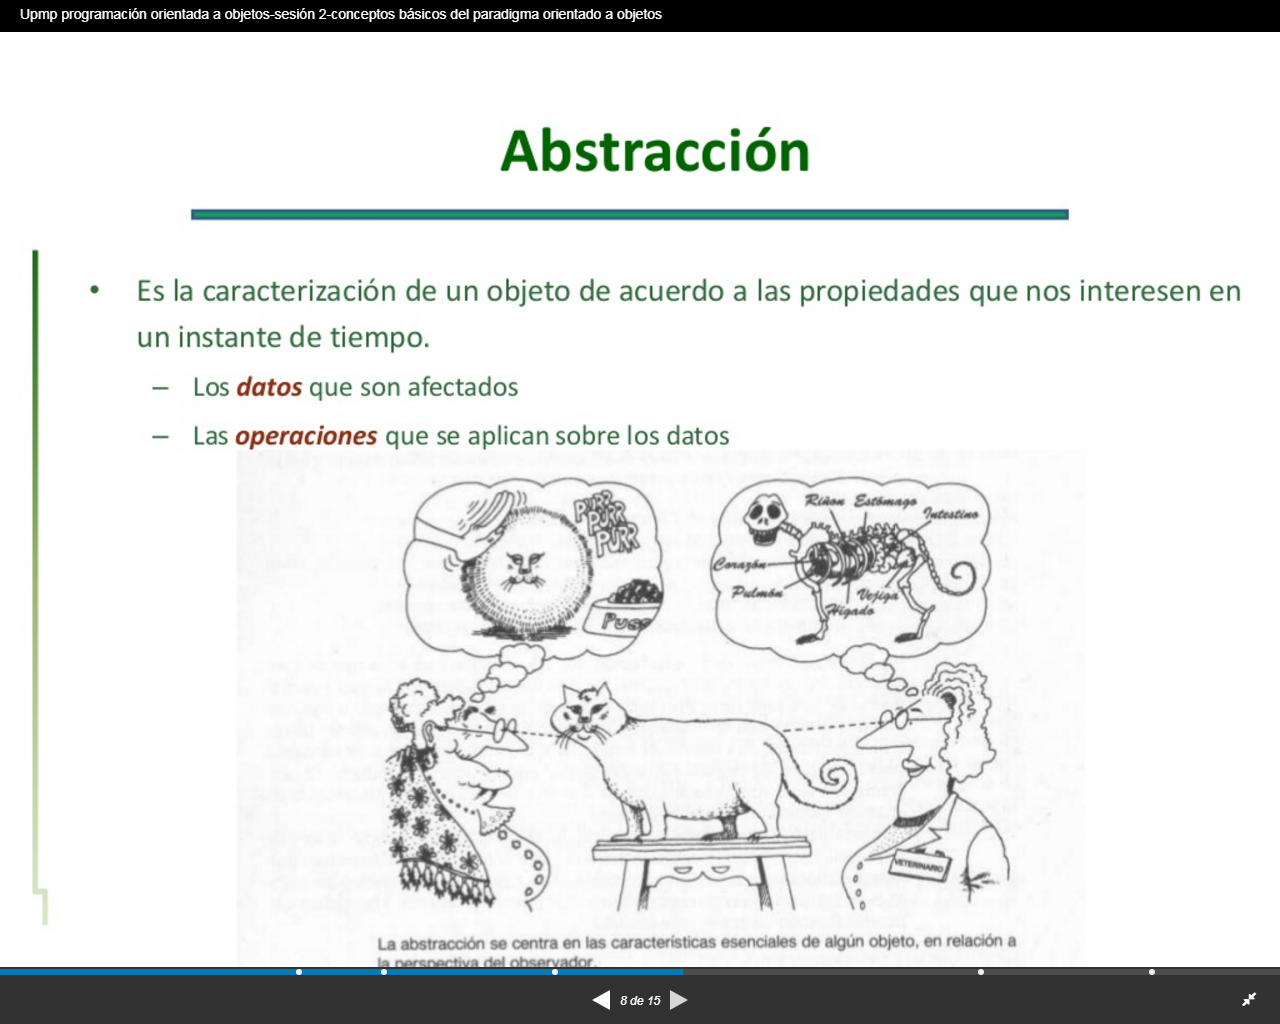 Upmp programación orientada a objetos-sesión 2-conceptos básicos del paradigma orientado a objetos
Abstracción
• Es la caracterización de un objeto de acuerdo a las propiedades que nos interesen en
un instante de tiempo.
– Los datos que son afectados
– Las operaciones que se aplican sobre los datos
PURR
PURR
PURR
Puss
Riñon Estómago
Intestino
Corazón
Pulmón
Vejiga
Hígado
VETERINARIO
La abstracción se centra en las características esenciales de algún objeto, en relación a
la perspectiva del observador.
8 de 15